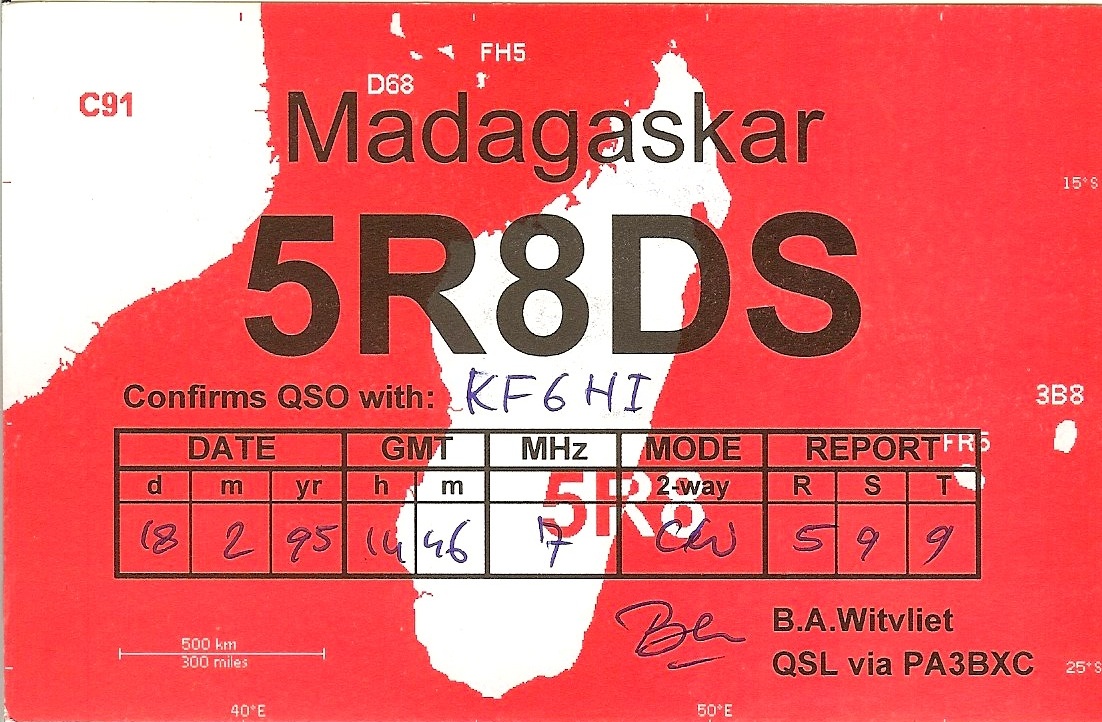 FH5
D68
C91
Madagaskar
15°S
5R8DS
Confirms QSO with: KF6HI
3B8
DATE GMT MHz MODE REPORT FR5
d m yr h m 2-way R S T
5R8
18 2 95 14 46 7 CW 5 9 9
B.A.Witvliet
500 km
300 miles
QSL via PA3BXC
25°S
40°E 50°E